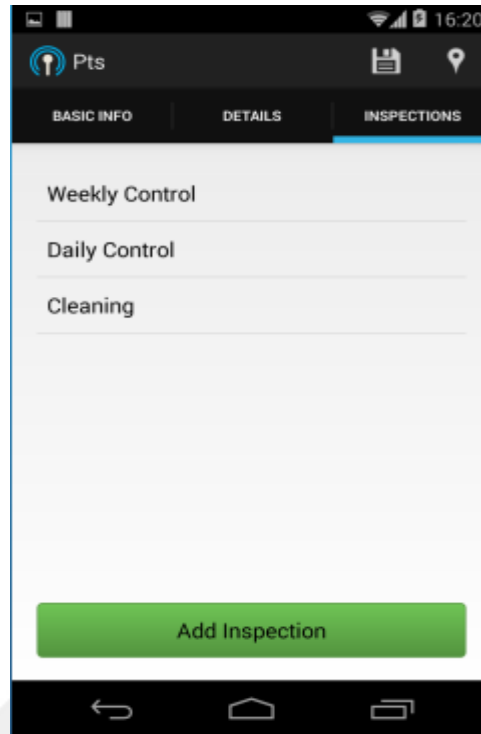 16:20
Pts
BASIC INFO DETAILS INSPECTIONS
Weekly Control
Daily Control
Cleaning
Add Inspection